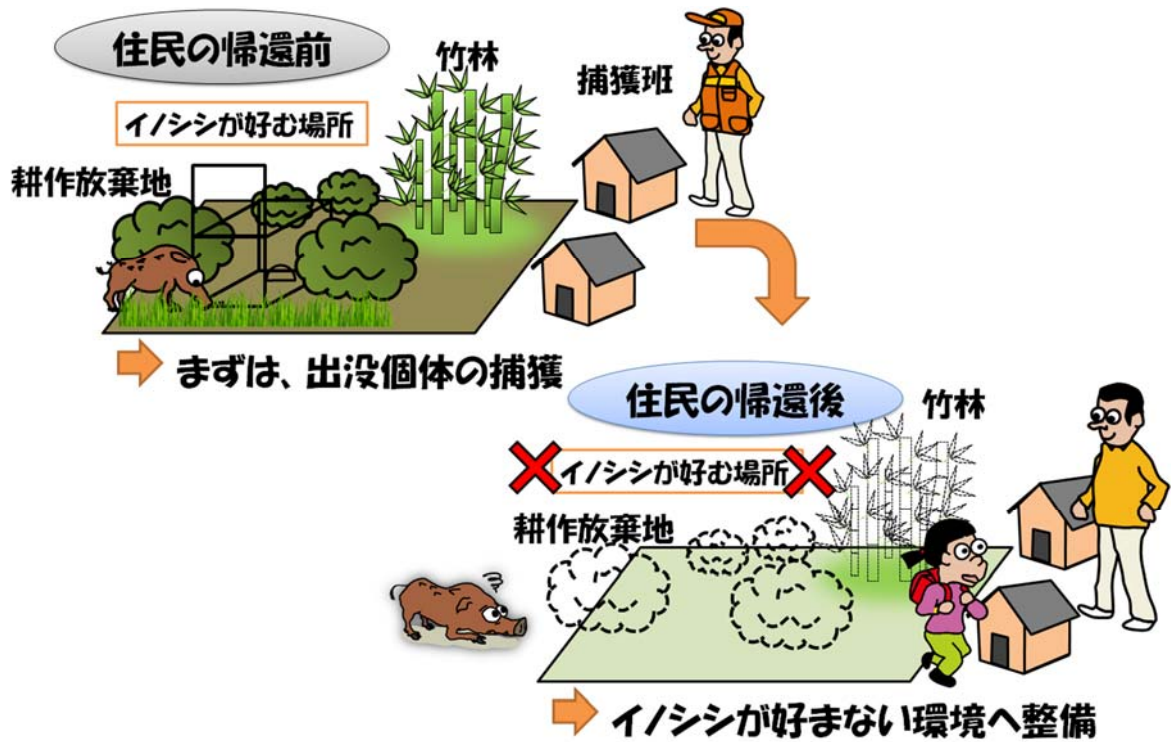 住民の帰還前
竹林
捕獲班
イノシシが好む場所
耕作放棄地
まずは、出没個体の捕獲
住民の帰還後
竹林
イノシシが好む場所
耕作放棄地
イノシシが好まない環境へ整備